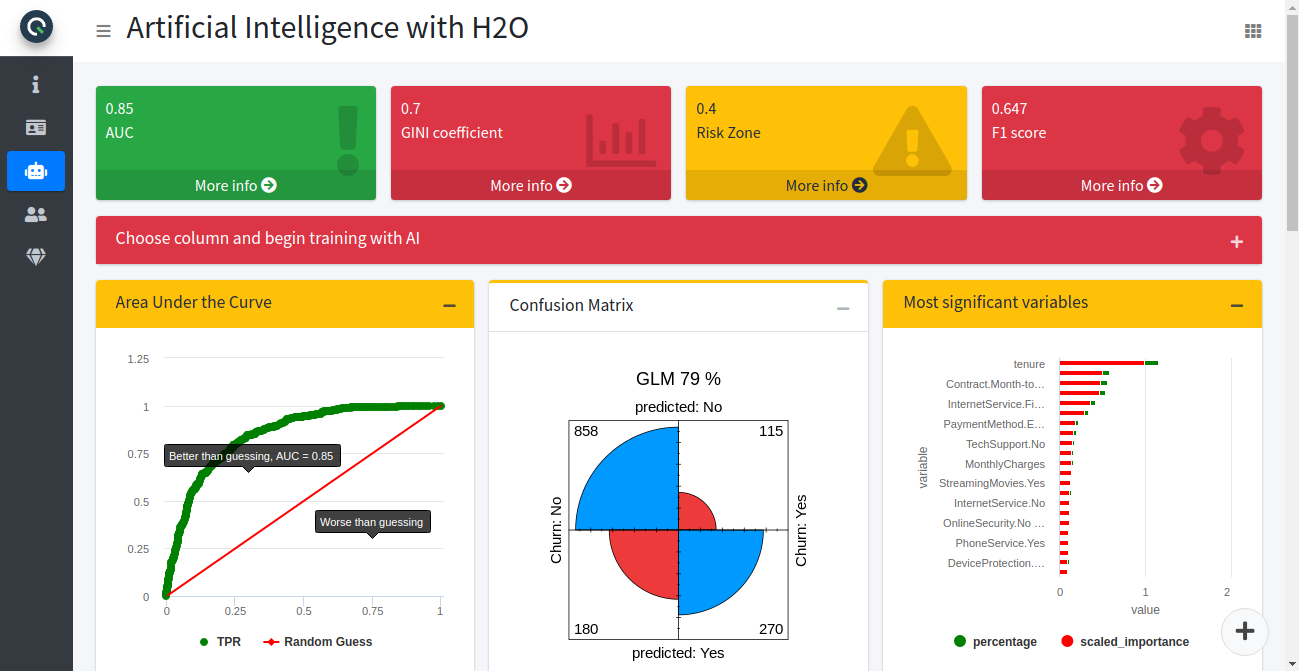 Artificial Intelligence with H2O
0.85
AUC
More info
0.7
GINI coefficient
More info
0.4
Risk Zone
More info
0.647
F1 score
More info
Choose column and begin training with AI
Area Under the Curve
1.25
1
0.75
0.5
0.25
0
0 0.25 0.5 0.75 1
Better than guessing, AUC = 0.85
Worse than guessing
TPR Random Guess
Confusion Matrix
GLM 79 %
predicted: No
858 115
Churn: No
Churn: Yes
180 270
predicted: Yes
Most significant variables
variable
tenure
Contract.Month-to…
InternetService.Fi…
PaymentMethod.E…
TechSupport.No
MonthlyCharges
StreamingMovies.Yes
InternetService.No
OnlineSecurity.No …
PhoneService.Yes
DeviceProtection.…
0 1 2
value
percentage scaled_importance